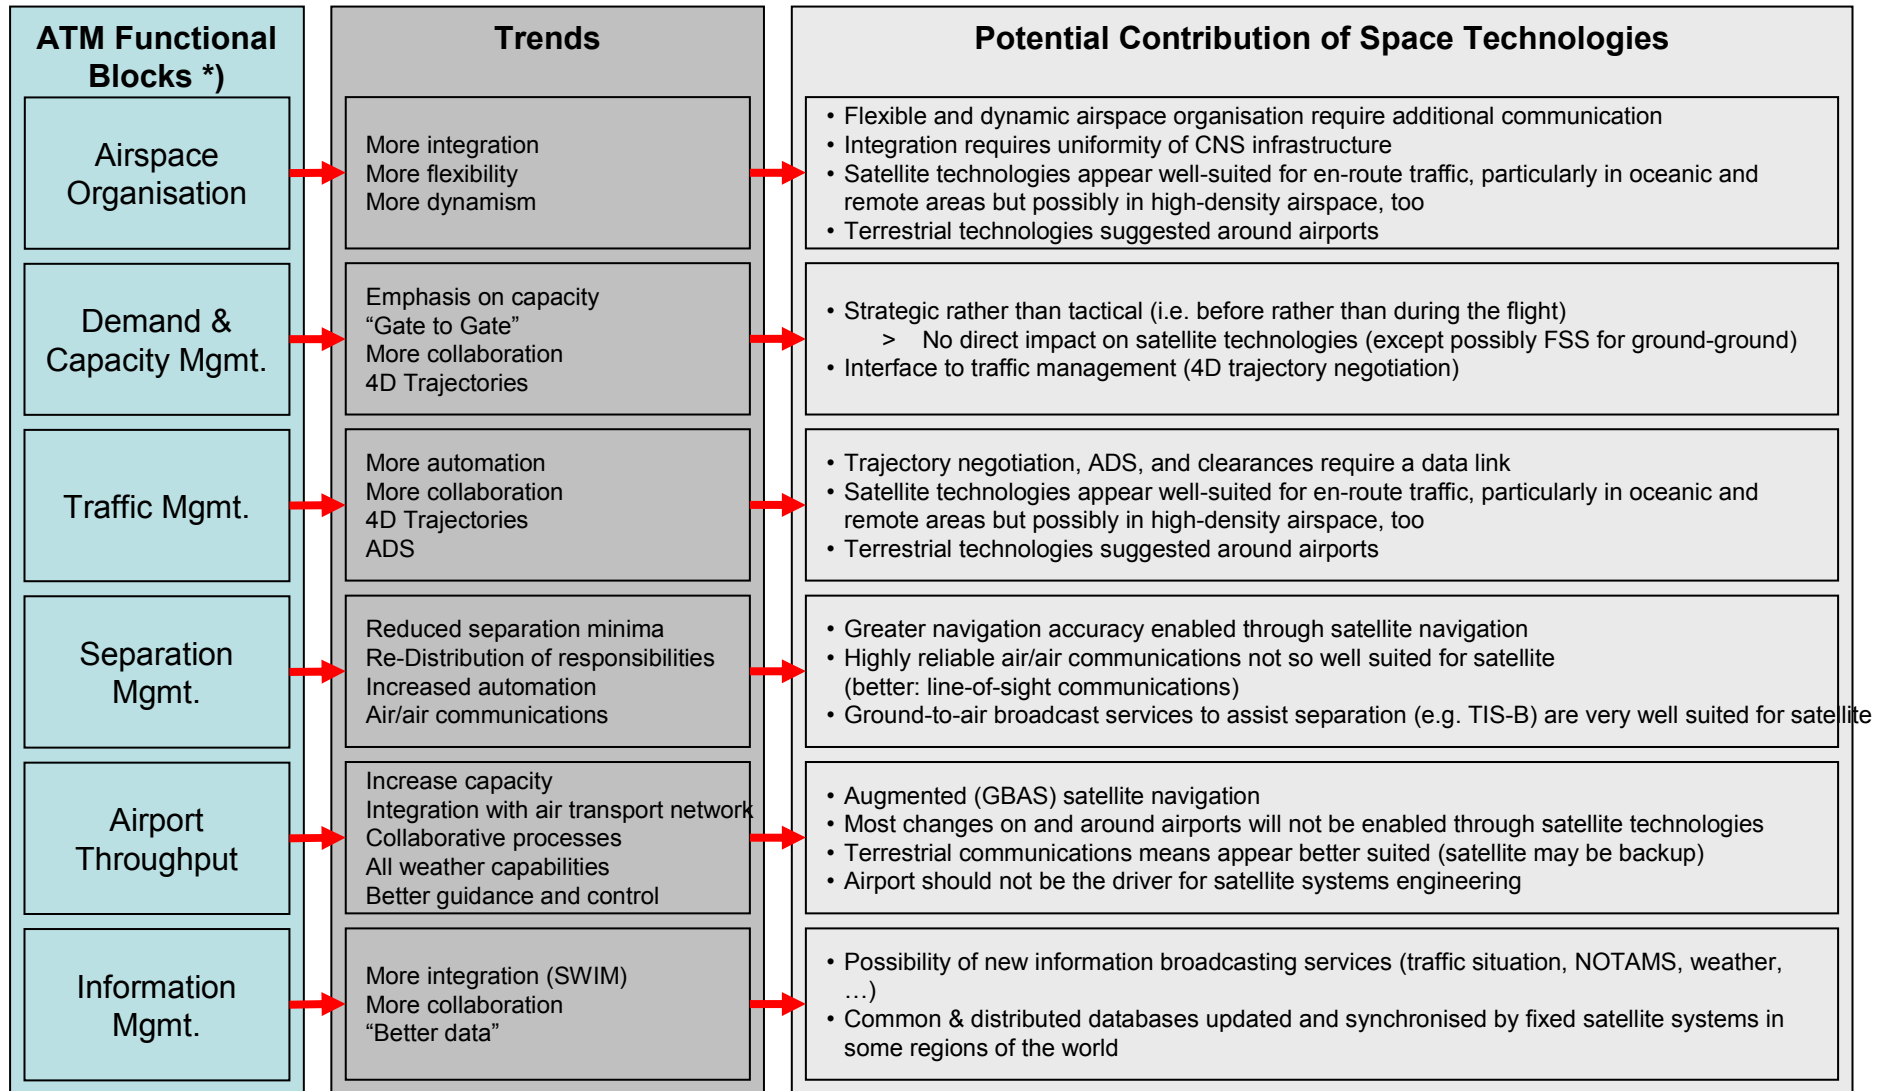 ATM Functional
Blocks *)
Trends
Potential Contribution of Space Technologies
Airspace
Organisation
More integration
More flexibility
More dynamism
• Flexible and dynamic airspace organisation require additional communication
• Integration requires uniformity of CNS infrastructure
• Satellite technologies appear well-suited for en-route traffic, particularly in oceanic and
remote areas but possibly in high-density airspace, too
• Terrestrial technologies suggested around airports
Demand &
Capacity Mgmt.
Emphasis on capacity
“Gate to Gate”
More collaboration
4D Trajectories
• Strategic rather than tactical (i.e. before rather than during the flight)
> No direct impact on satellite technologies (except possibly FSS for ground-ground)
• Interface to traffic management (4D trajectory negotiation)
Traffic Mgmt.
More automation
More collaboration
4D Trajectories
ADS
• Trajectory negotiation, ADS, and clearances require a data link
• Satellite technologies appear well-suited for en-route traffic, particularly in oceanic and
remote areas but possibly in high-density airspace, too
• Terrestrial technologies suggested around airports
Separation
Mgmt.
Reduced separation minima
Re-Distribution of responsibilities
Increased automation
Air/air communications
• Greater navigation accuracy enabled through satellite navigation
• Highly reliable air/air communications not so well suited for satellite
(better: line-of-sight communications)
• Ground-to-air broadcast services to assist separation (e.g. TIS-B) are very well suited for satellite
Airport
Throughput
Increase capacity
Integration with air transport network
Collaborative processes
All weather capabilities
Better guidance and control
• Augmented (GBAS) satellite navigation
• Most changes on and around airports will not be enabled through satellite technologies
• Terrestrial communications means appear better suited (satellite may be backup)
• Airport should not be the driver for satellite systems engineering
Information
Mgmt.
More integration (SWIM)
More collaboration
“Better data”
• Possibility of new information broadcasting services (traffic situation, NOTAMS, weather,
…)
• Common & distributed databases updated and synchronised by fixed satellite systems in
some regions of the world